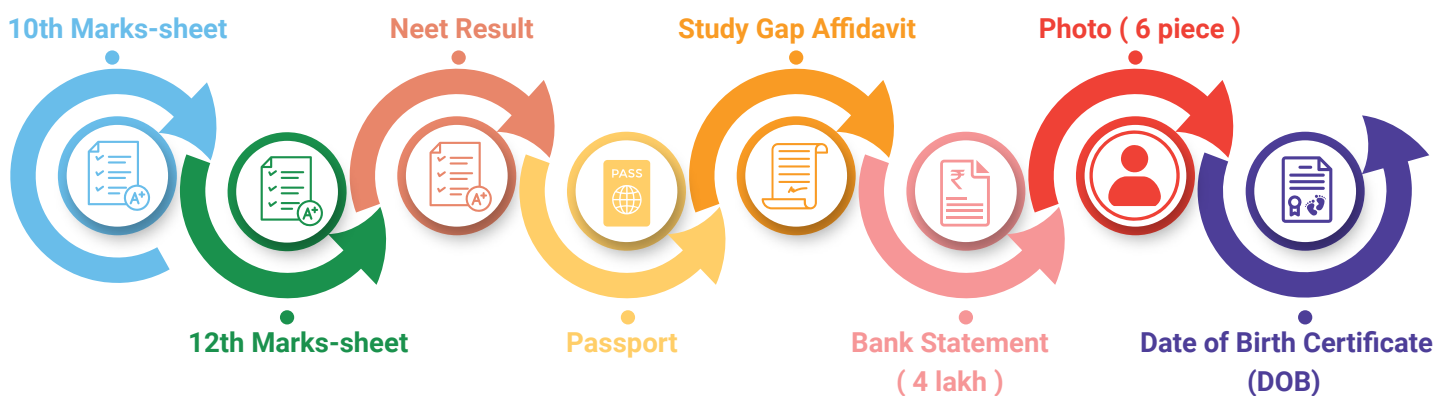 10th Marks-sheet
Neet Result
Study Gap Affidavit
Photo ( 6 piece )
A+
A+
A+
PASS
₹
12th Marks-sheet
Passport
Bank Statement
( 4 lakh )
Date of Birth Certificate
(DOB)